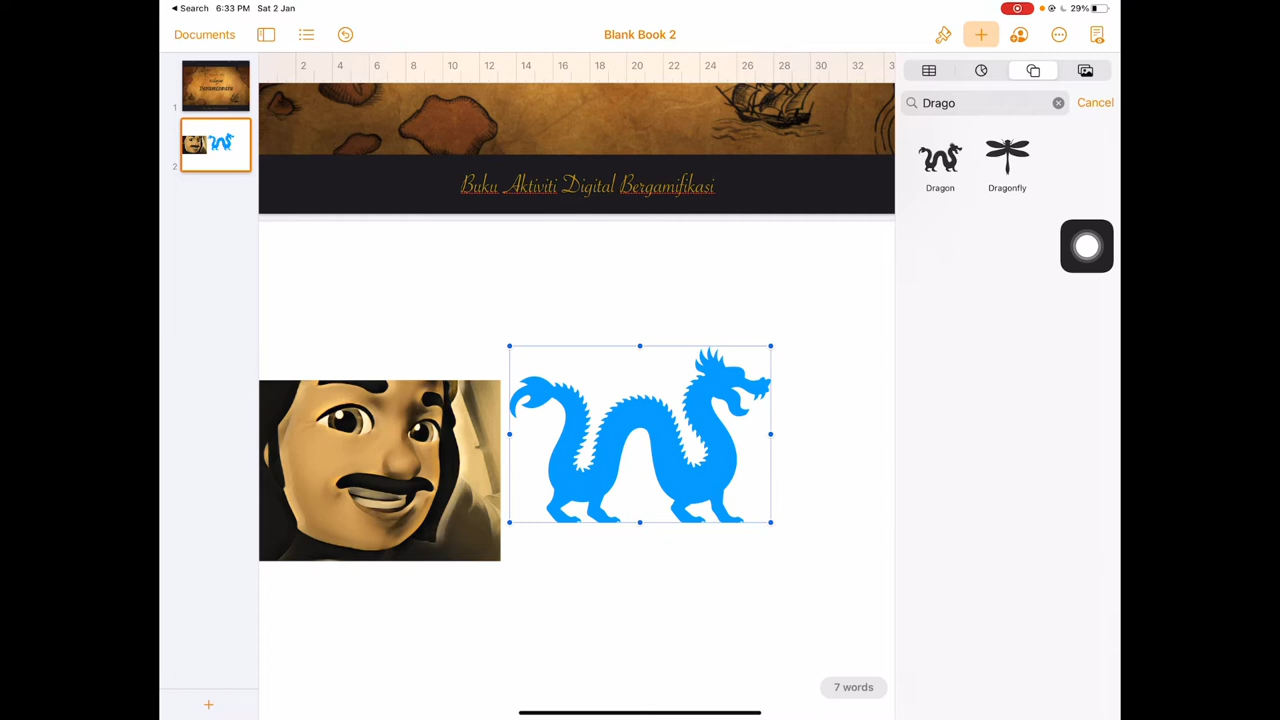 Search 6:33 PM Sat 2 Jan 29%
Documents Blank Book 2
2 4 6 8 10 12 14 16 18 20 22 24 26 28 30 32 3
Drago Cancel
Dragon Dragonfly
1
2
Buku Aktiviti Digital Bergamifikasi
7 words